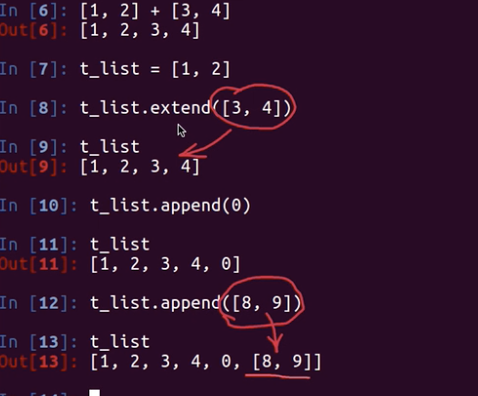 In [6]: [1, 2] + [3, 4]
Out[6]: [1, 2, 3, 4]
In [7]: t_list = [1, 2]
In [8]: t_list.extend([3, 4])
In [9]: t_list
Out[9]: [1, 2, 3, 4]
In [10]: t_list.append(0)
In [11]: t_list
Out[11]: [1, 2, 3, 4, 0]
In [12]: t_list.append([8, 9])
In [13]: t_list
Out[13]: [1, 2, 3, 4, 0, [8, 9]]